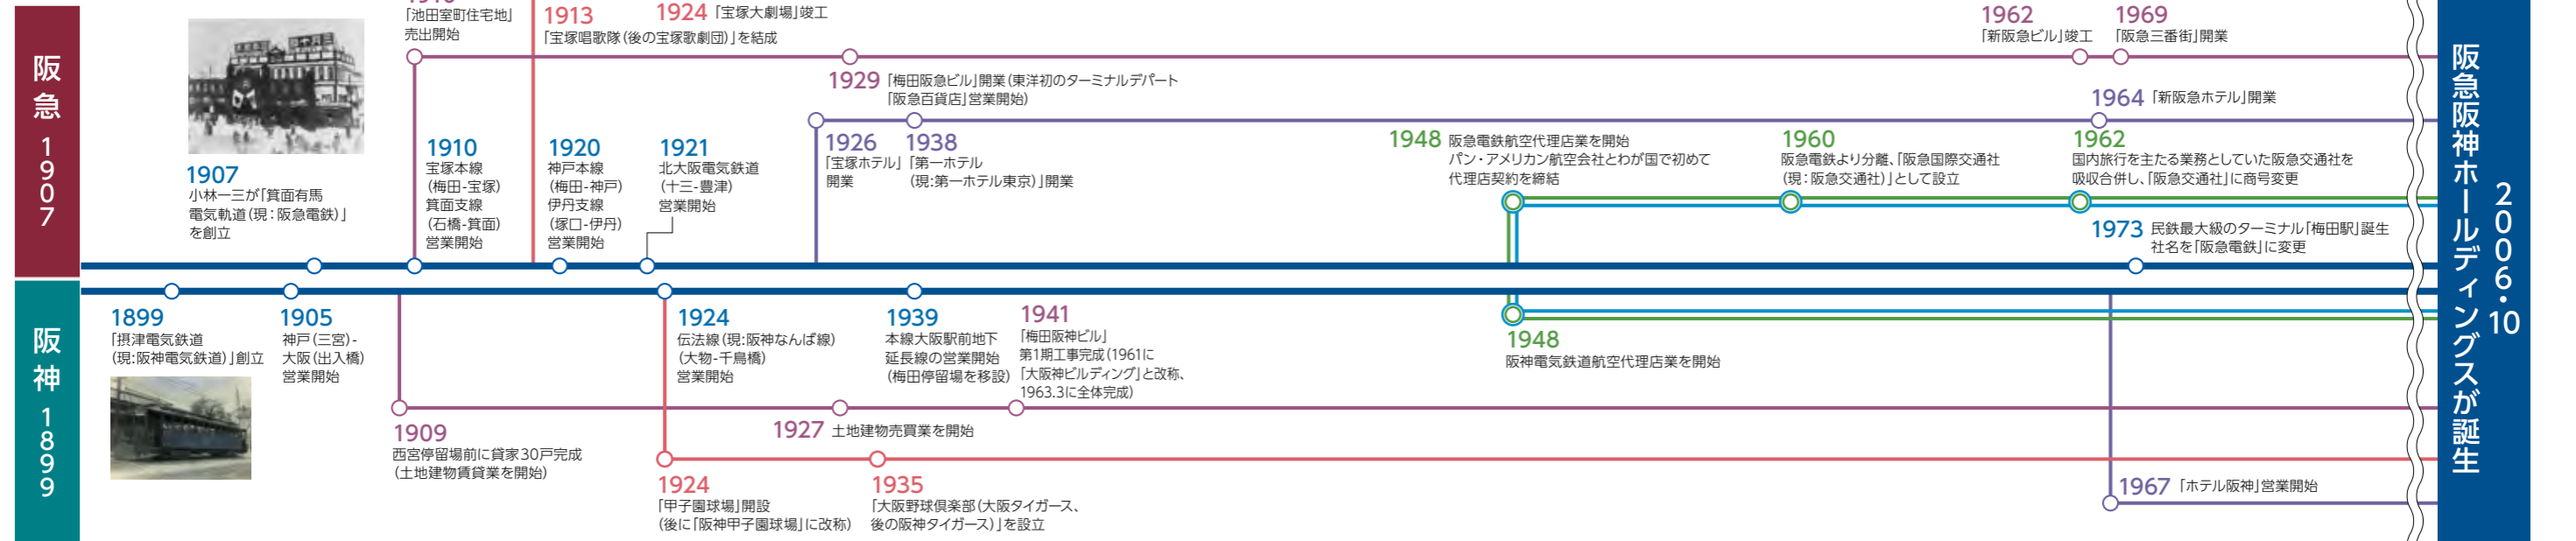 阪急 1907
1907
小林一三が「箕面有馬
電気軌道(現:阪急電鉄)」
を創立
「池田室町住宅地」
売出開始
1913
「宝塚唱歌隊(後の宝塚歌劇団)」を結成
1924 「宝塚大劇場」竣工
1929 「梅田阪急ビル」開業(東洋初のターミナルデパート
「阪急百貨店」営業開始)
1962
「新阪急ビル」竣工
1969
「阪急三番街」開業
1910
宝塚本線
(梅田-宝塚)
箕面支線
(石橋-箕面)
営業開始
1920
神戸本線
(梅田-神戸)
伊丹支線
(塚口-伊丹)
営業開始
1921
北大阪電気鉄道
(十三-豊津)
営業開始
1926
「宝塚ホテル」
開業
1938
「第一ホテル
(現:第一ホテル東京)」開業
1964 「新阪急ホテル」開業
1948 阪急電鉄航空代理店業を開始
パン・アメリカン航空会社とわが国で初めて
代理店契約を締結
1960
阪急電鉄より分離、「阪急国際交通社
(現:阪急交通社)」として設立
1962
国内旅行を主たる業務としていた阪急交通社を
吸収合併し、「阪急交通社」に商号変更
1973 民鉄最大級のターミナル「梅田駅」誕生
社名を「阪急電鉄」に変更
阪神 1899
1899
「摂津電気鉄道
(現:阪神電気鉄道)」創立
1905
神戸(三宮)-
大阪(出入橋)
営業開始
1924
伝法線(現:阪神なんば線)
(大物-千鳥橋)
営業開始
1939
本線大阪駅前地下
延長線の営業開始
(梅田停留場を移設)
1941
「梅田阪神ビル」
第1期工事完成(1961に
「大阪神ビルディング」と改称、
1963.3に全体完成)
1948
阪神電気鉄道航空代理店業を開始
1909
西宮停留場前に貸家30戸完成
(土地建物賃貸業を開始)
1927 土地建物売買業を開始
1924
「甲子園球場」開設
(後に「阪神甲子園球場」に改称)
1935
「大阪野球倶楽部(大阪タイガース、
後の阪神タイガース)」を設立
1967 「ホテル阪神」営業開始
2006・10
阪急阪神ホールディングスが誕生